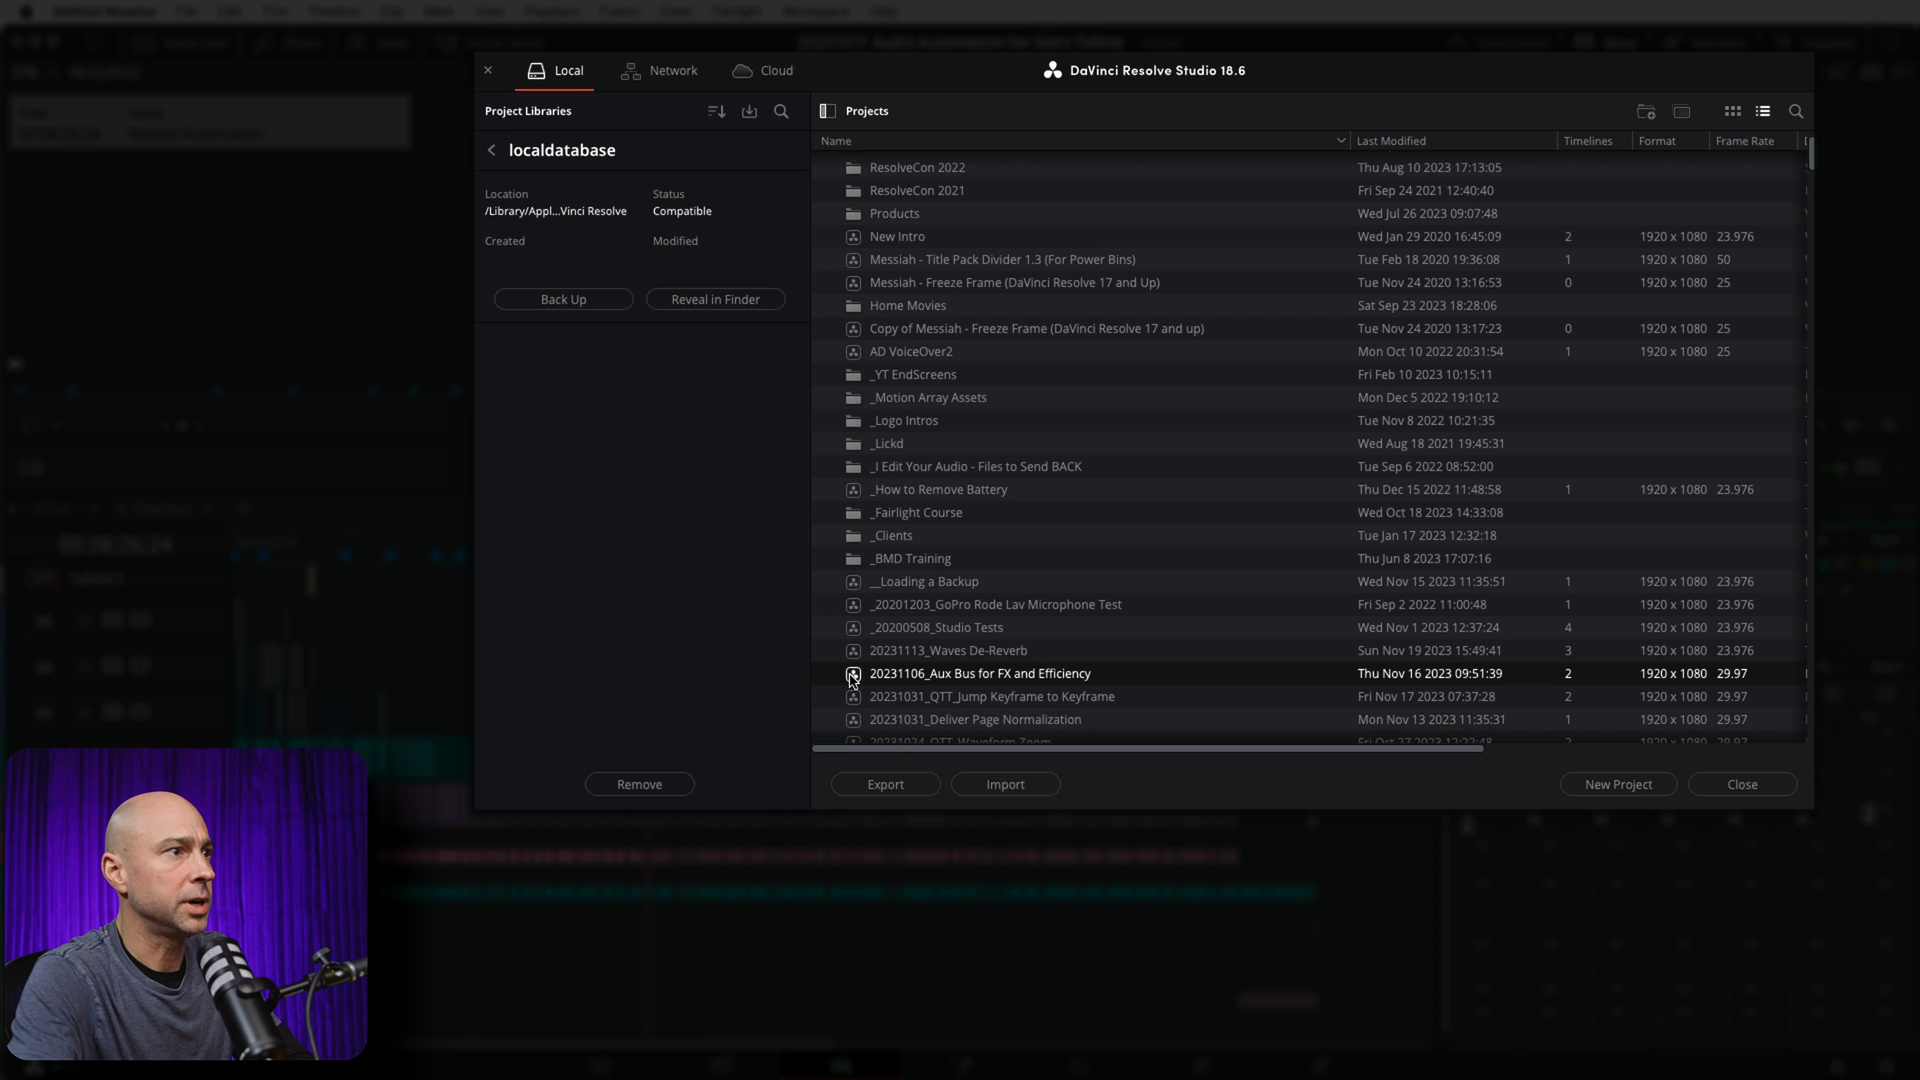 Local
Network
Cloud
DaVinci Resolve Studio 18.6
Project Libraries
Projects
localdatabase
Location
Status
/Library/Appl...Vinci Resolve
Compatible
Created
Modified
Back Up
Reveal in Finder
Remove
Name
Last Modified
Timelines
Format
Frame Rate
ResolveCon 2022 Thu Aug 10 2023 17:13:05
ResolveCon 2021 Fri Sep 24 2021 12:40:40
Products Wed Jul 26 2023 09:07:48
New Intro Wed Jan 29 2020 16:45:09 2 1920 x 1080 23.976
Messiah - Title Pack Divider 1.3 (For Power Bins) Tue Feb 18 2020 19:36:08 1 1920 x 1080 50
Messiah - Freeze Frame (DaVinci Resolve 17 and Up) Tue Nov 24 2020 13:16:53 0 1920 x 1080 25
Home Movies Sat Sep 23 2023 18:28:06
Copy of Messiah - Freeze Frame (DaVinci Resolve 17 and up) Tue Nov 24 2020 13:17:23 0 1920 x 1080 25
AD VoiceOver2 Mon Oct 10 2022 20:31:54 1 1920 x 1080 25
_YT EndScreens Fri Feb 10 2023 10:15:11
_Motion Array Assets Mon Dec 5 2022 19:10:12
_Logo Intros Tue Nov 8 2022 10:21:35
_Lickd Wed Aug 18 2021 19:45:31
_I Edit Your Audio - Files to Send BACK Tue Sep 6 2022 08:52:00
_How to Remove Battery Thu Dec 15 2022 11:48:58 1 1920 x 1080 23.976
_Fairlight Course Wed Oct 18 2023 14:33:08
_Clients Tue Jan 17 2023 12:32:18
_BMD Training Thu Jun 8 2023 17:07:16
__Loading a Backup Wed Nov 15 2023 11:35:51 1 1920 x 1080 23.976
_20201203_GoPro Rode Lav Microphone Test Fri Sep 2 2022 11:00:48 1 1920 x 1080 23.976
_20200508_Studio Tests Wed Nov 1 2023 12:37:24 4 1920 x 1080 23.976
20231113_Waves De-Reverb Sun Nov 19 2023 15:49:41 3 1920 x 1080 23.976
20231106_Aux Bus for FX and Efficiency Thu Nov 16 2023 09:51:39 2 1920 x 1080 29.97
20231031_QTT_Jump Keyframe to Keyframe Fri Nov 17 2023 07:37:28 2 1920 x 1080 29.97
20231031_Deliver Page Normalization Mon Nov 13 2023 11:35:31 1 1920 x 1080 29.97
20231024_QTT_Waveform Zoom Fri Oct 27 2023 12:22:48 2 1920 x 1080 29.97
Export
Import
New Project
Close